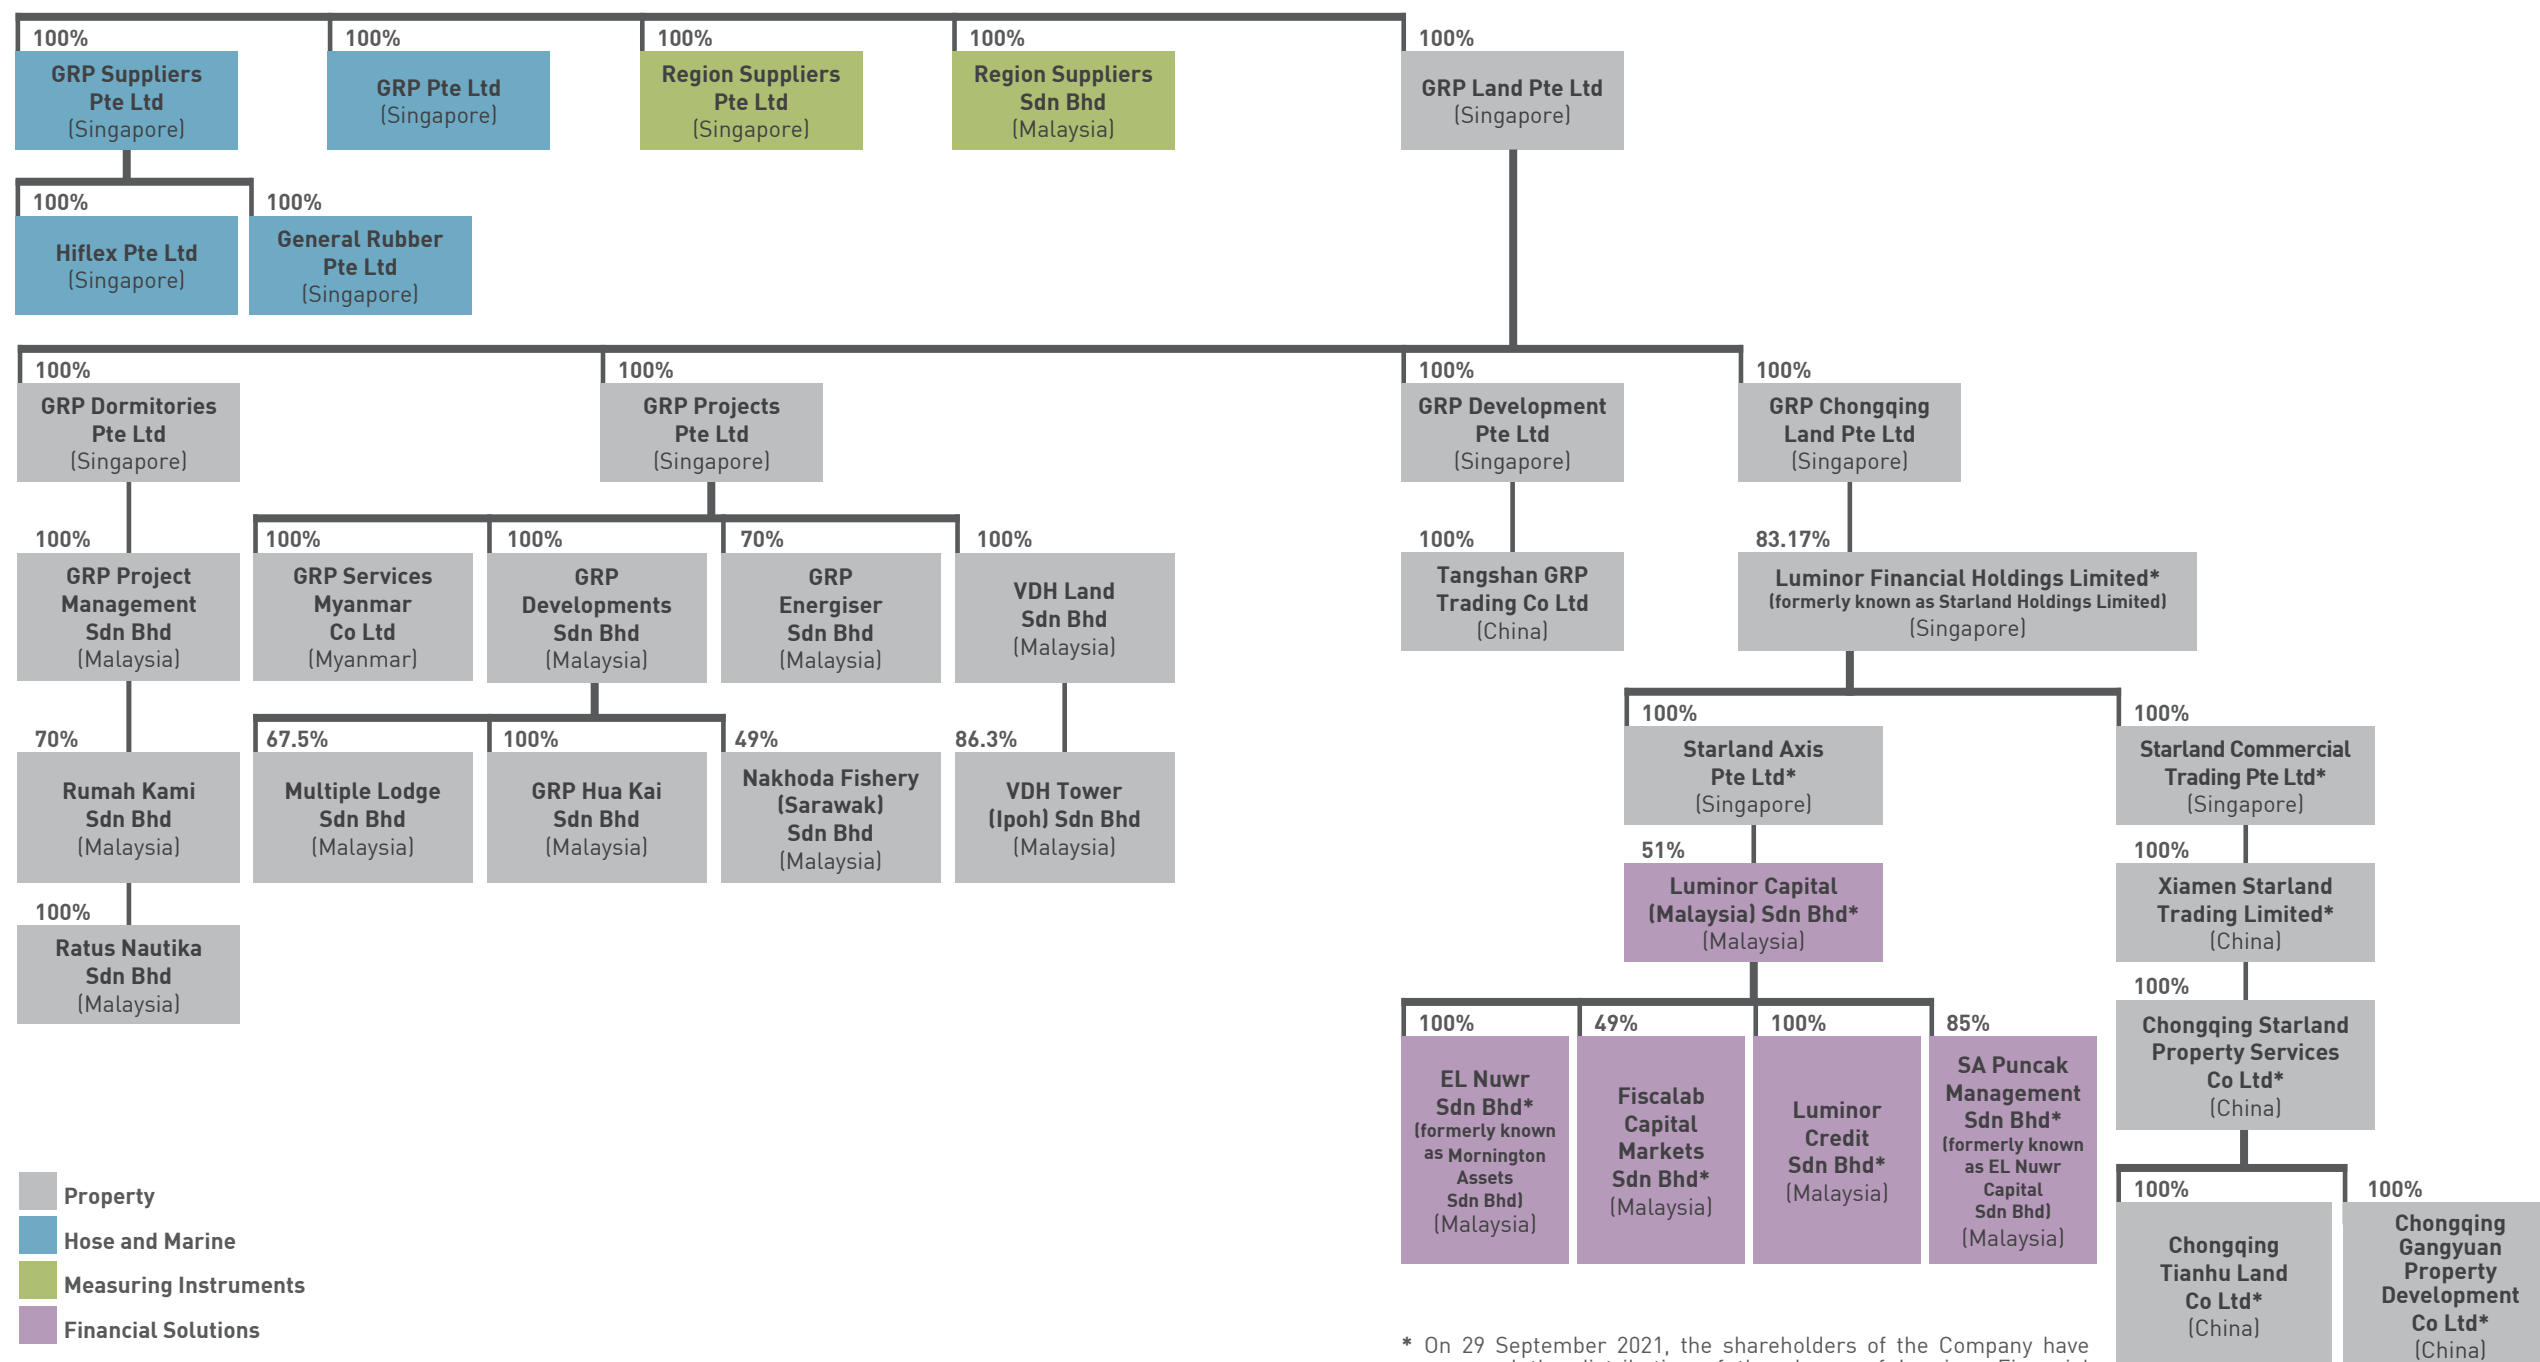 100%
GRP Suppliers
Pte Ltd
(Singapore)
100%
GRP Pte Ltd
(Singapore)
100%
Region Suppliers
Pte Ltd
(Singapore)
100%
Region Suppliers
Sdn Bhd
(Malaysia)
100%
GRP Land Pte Ltd
(Singapore)
100%
Hiflex Pte Ltd
(Singapore)
100%
General Rubber
Pte Ltd
(Singapore)
100%
GRP Dormitories
Pte Ltd
(Singapore)
100%
GRP Projects
Pte Ltd
(Singapore)
100%
GRP Development
Pte Ltd
(Singapore)
100%
GRP Chongqing
Land Pte Ltd
(Singapore)
100%
GRP Project
Management
Sdn Bhd
(Malaysia)
100%
GRP Services
Myanmar
Co Ltd
(Myanmar)
100%
GRP
Developments
Sdn Bhd
(Malaysia)
70%
GRP
Energiser
Sdn Bhd
(Malaysia)
100%
VDH Land
Sdn Bhd
(Malaysia)
100%
Tangshan GRP
Trading Co Ltd
(China)
83.17%
Luminor Financial Holdings Limited*
(formerly known as Starland Holdings Limited)
(Singapore)
70%
Rumah Kami
Sdn Bhd
(Malaysia)
67.5%
Multiple Lodge
Sdn Bhd
(Malaysia)
100%
GRP Hua Kai
Sdn Bhd
(Malaysia)
49%
Nakhoda Fishery
(Sarawak)
Sdn Bhd
(Malaysia)
86.3%
VDH Tower
(Ipoh) Sdn Bhd
(Malaysia)
100%
Starland Axis
Pte Ltd*
(Singapore)
100%
Starland Commercial
Trading Pte Ltd*
(Singapore)
100%
Ratus Nautika
Sdn Bhd
(Malaysia)
51%
Luminor Capital
(Malaysia) Sdn Bhd*
(Malaysia)
100%
Xiamen Starland
Trading Limited*
(China)
100%
Chongqing Starland
Property Services
Co Ltd*
(China)
100%
EL Nuwr
Sdn Bhd*
(formerly known
as Mornington
Assets
Sdn Bhd)
(Malaysia)
49%
Fiscalab
Capital
Markets
Sdn Bhd*
(Malaysia)
100%
Luminor
Credit
Sdn Bhd*
(Malaysia)
85%
SA Puncak
Management
Sdn Bhd*
(formerly known
as EL Nuwr
Capital
Sdn Bhd)
(Malaysia)
100%
Chongqing
Tianhu Land
Co Ltd*
(China)
100%
Chongqing
Gangyuan
Property
Development
Co Ltd*
(China)
Property
Hose and Marine
Measuring Instruments
Financial Solutions
* On 29 September 2021, the shareholders of the Company have